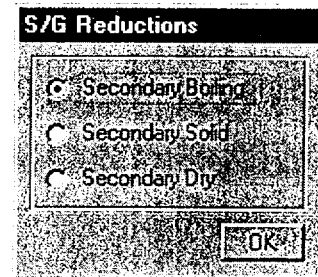 S/G Reductions
Secondary Boiling
Secondary Solid
Secondary Dry
OK